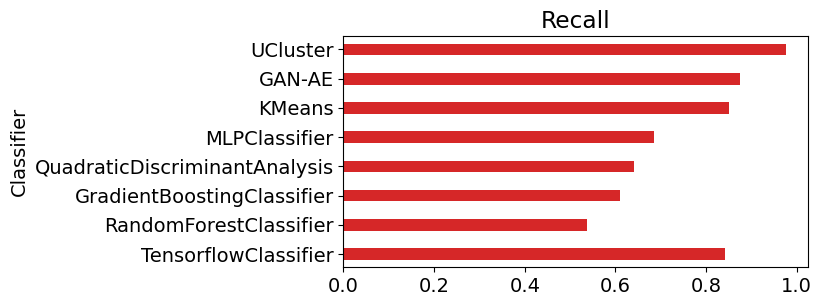 Recall
Classifier
UCluster
GAN-AE
KMeans
MLPClassifier
QuadraticDiscriminantAnalysis
GradientBoostingClassifier
RandomForestClassifier
TensorflowClassifier
0.0 0.2 0.4 0.6 0.8 1.0